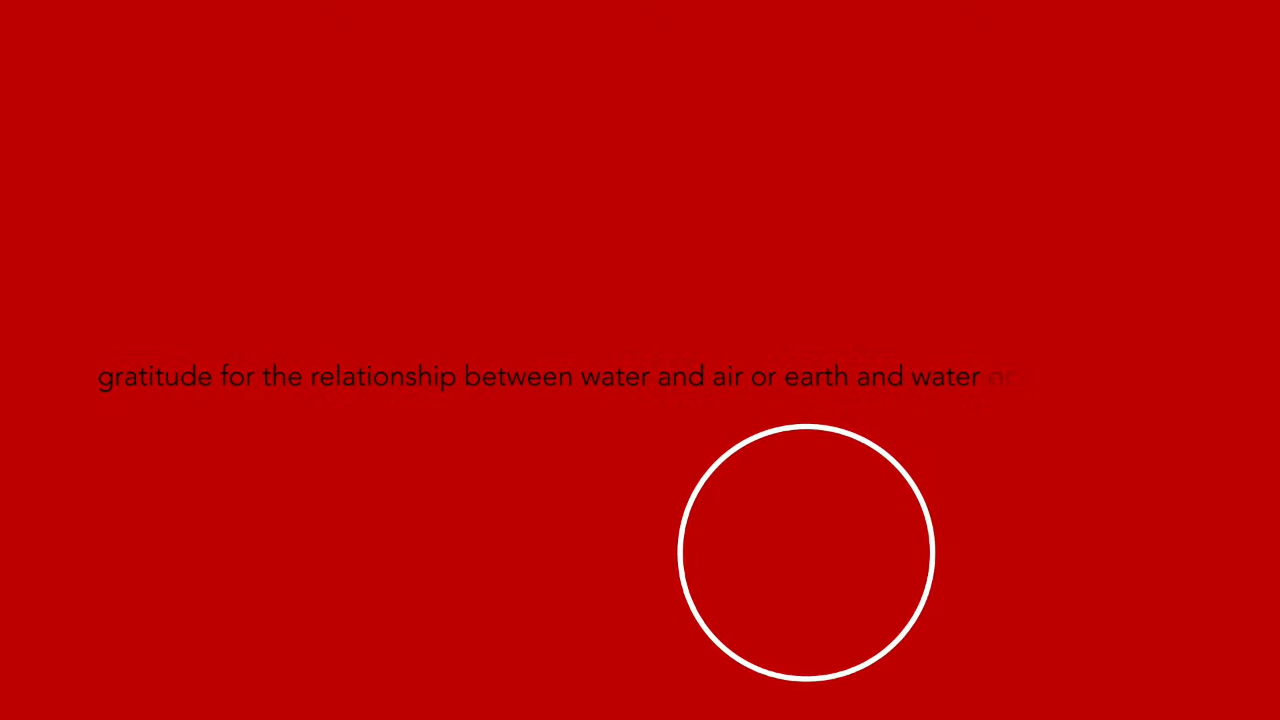 gratitude for the relationship between water and air or earth and water